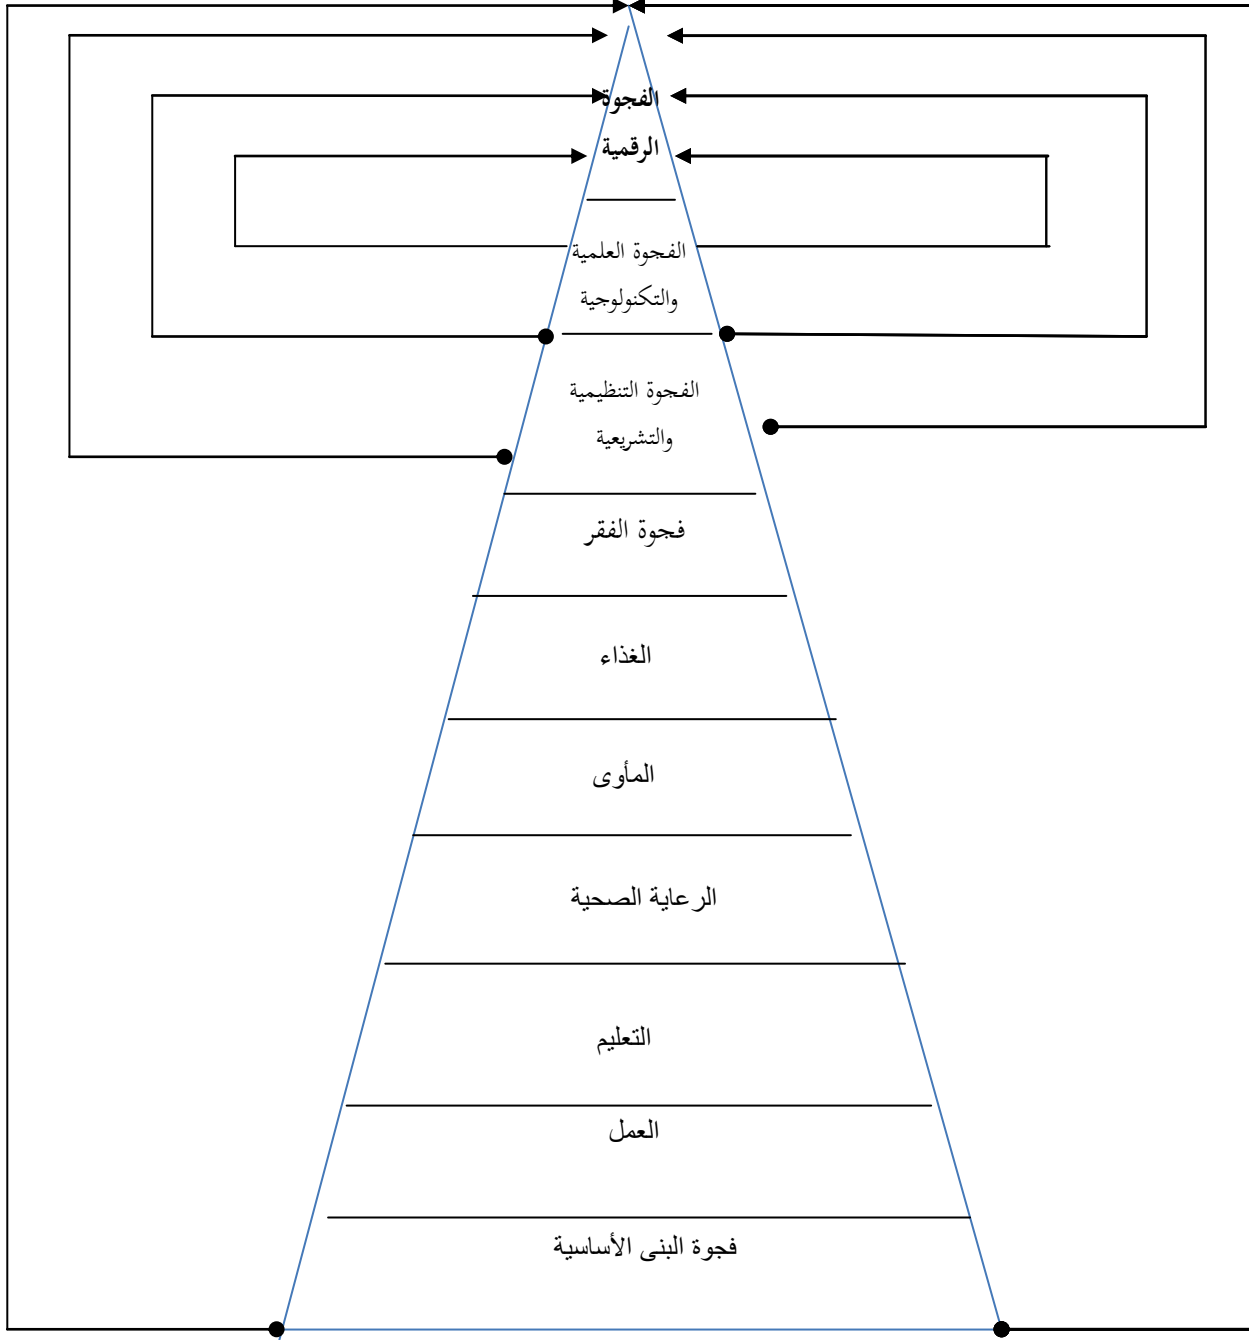 الفجوة
الرقمية
الفجوة العلمية
والتكنولوجية
الفجوة التنظيمية
والتشريعية
فجوة الفقر
الغذاء
المأوى
الرعاية الصحية
التعليم
العمل
فجوة البنى الأساسية